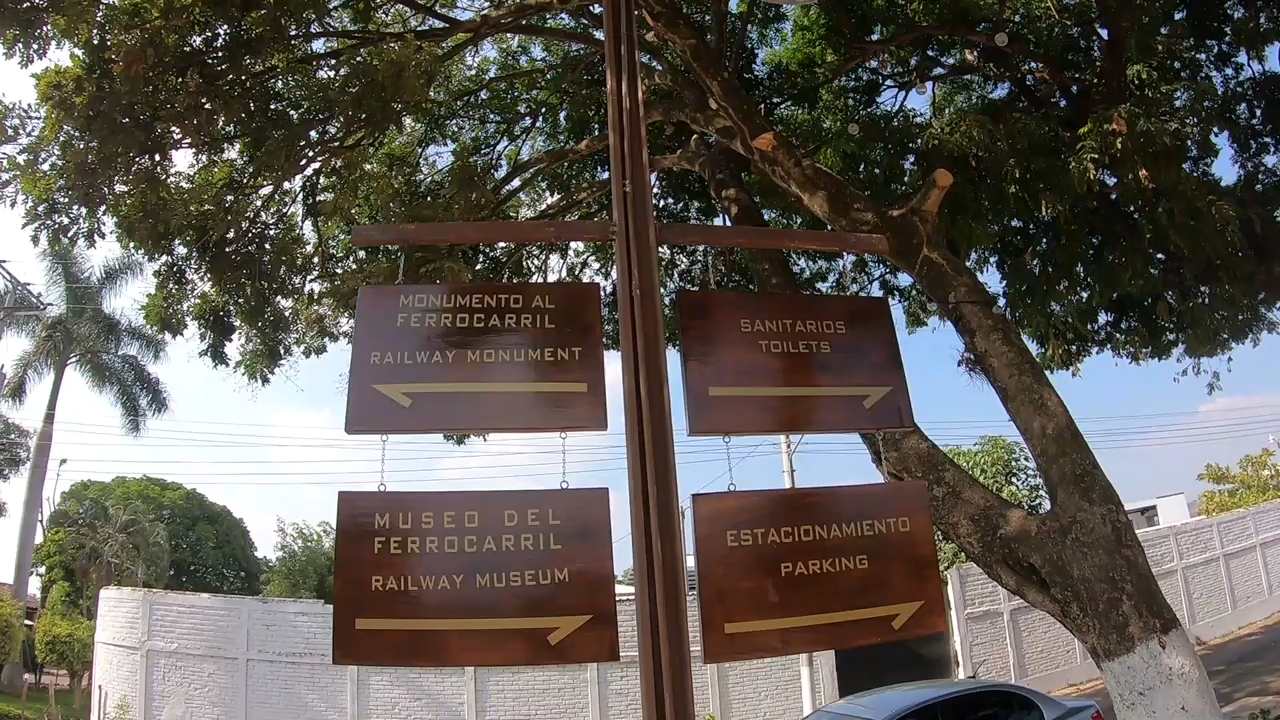 MONUMENTO AL
FERROCARRIL
RAILWAY MONUMENT
SANITARIOS
TOILETS
MUSEO DEL
FERROCARRIL
RAILWAY MUSEUM
ESTACIONAMIENTO
PARKING